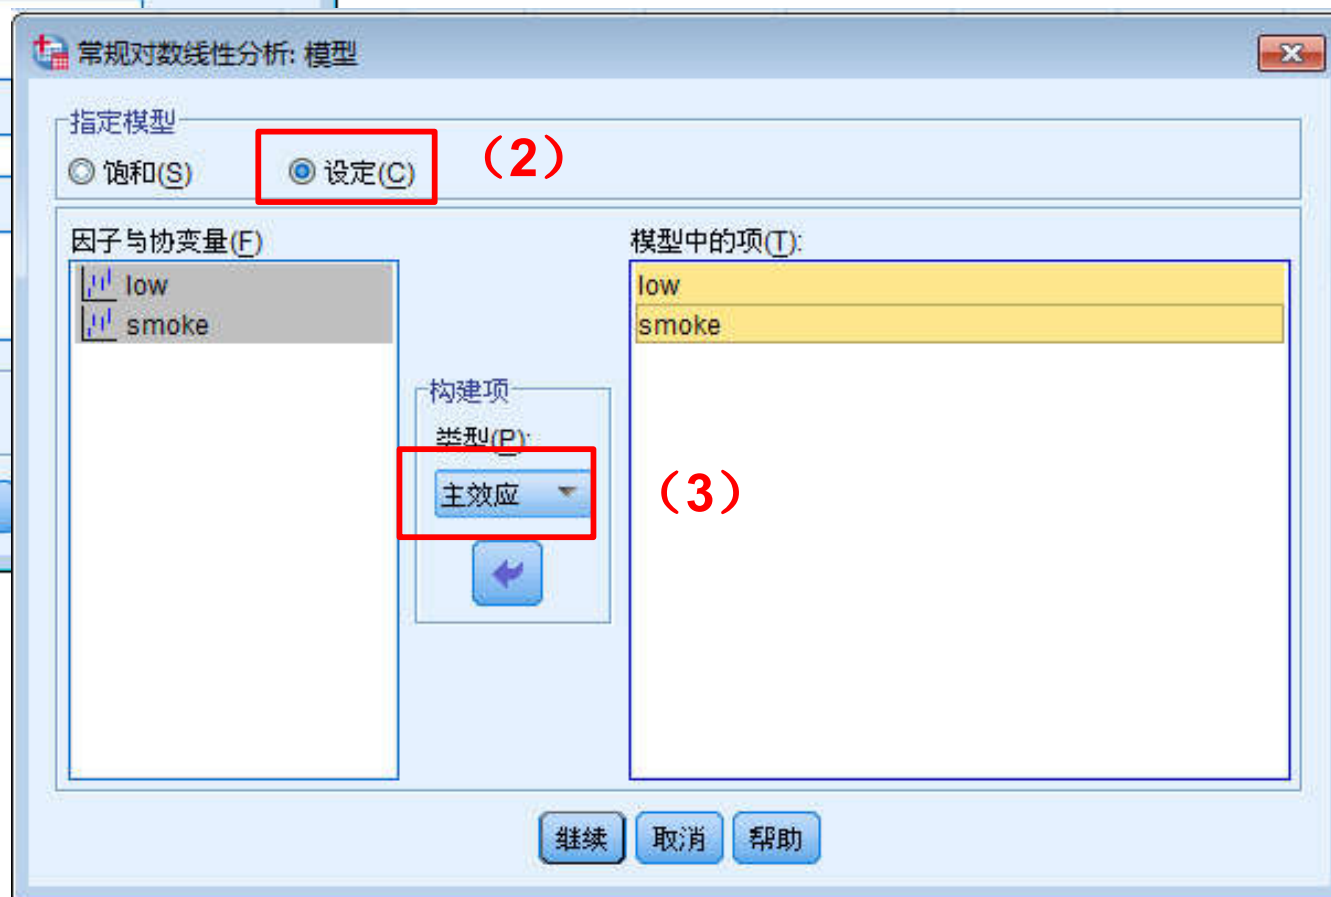 常规对数线性分析: 模型
指定模型
饱和(S)
设定(C)
（2）
因子与协变量(F)
模型中的项(T):
low
smoke
low
smoke
构建项
类型(P):
主效应
（3）
继续
取消
帮助